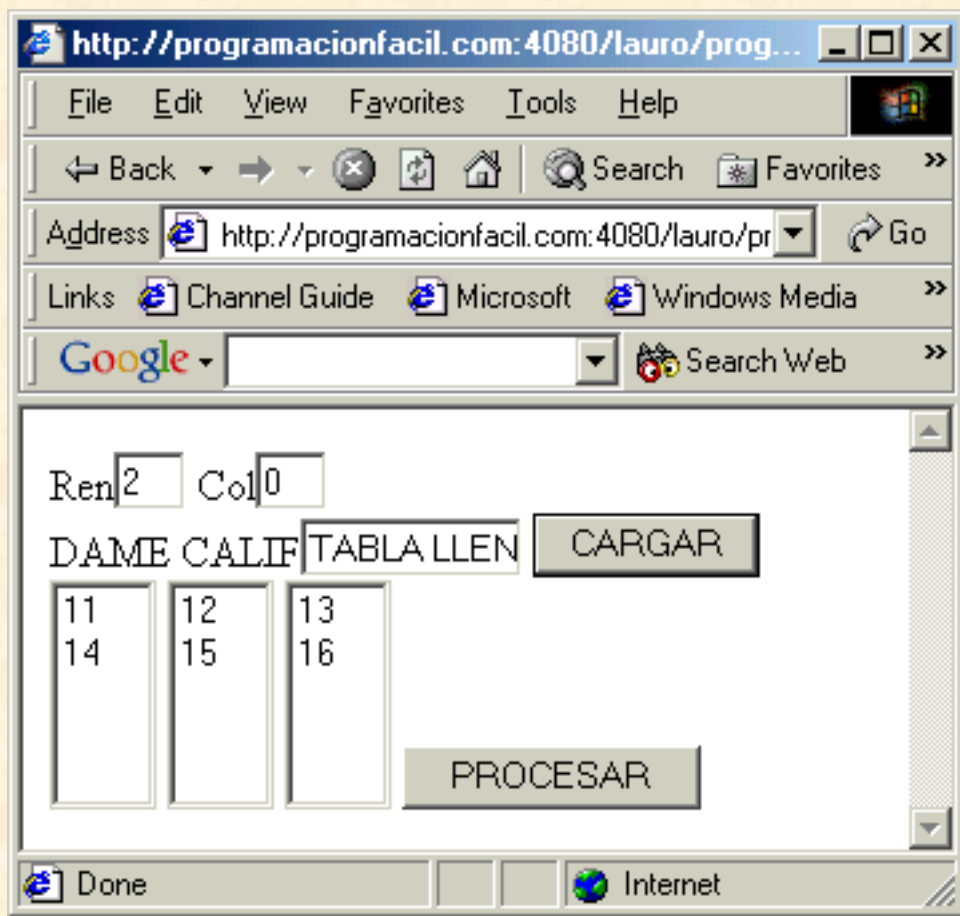 http://programacionfacil.com:4080/lauro/prog...
File Edit View Favorites Tools Help
Back Search Favorites »
Address http://programacionfacil.com:4080/lauro/pr Go
Links Channel Guide Microsoft Windows Media »
Google Search Web »
Ren 2 Col 0
DAME CALIF TABLA LLEN CARGAR
11 12 13
14 15 16
PROCESAR
Done Internet